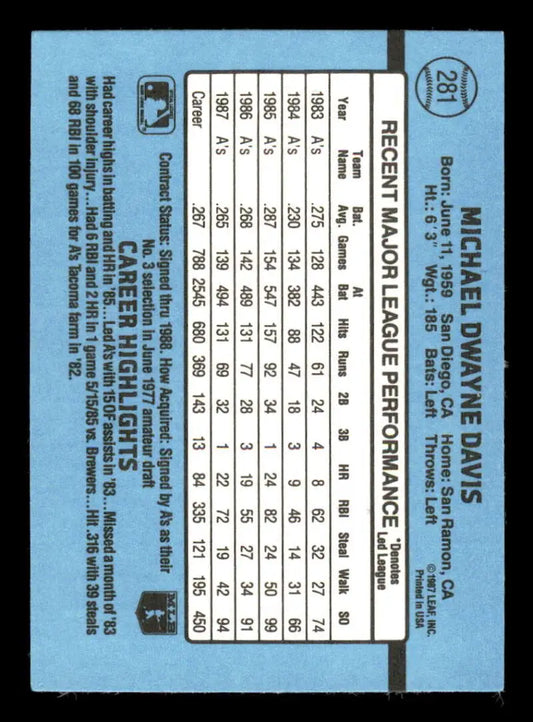 281
MICHAEL DWAYNE DAVIS
Born: June 11, 1959 San Diego, CA Home: San Ramon, CA
Ht.: 6' 3" Wgt.: 185 Bats: Left Throws: Left
©1987 LEAF, INC.
Printed in USA
RECENT MAJOR LEAGUE PERFORMANCE
*Denotes
Led League
Year Team Name Bat. Avg. Games At Bat Hits Runs 2B 3B HR RBI Steal Walk SO
1983 A's .275 128 443 122 61 24 4 8 62 32 27 74
1984 A's .230 134 382 88 47 18 3 9 46 14 31 66
1985 A's .287 154 547 157 92 34 1 24 82 24 50 99
1986 A's .268 142 489 131 77 28 3 19 55 27 34 91
1987 A's .265 139 494 131 69 32 1 22 72 19 42 94
Career .267 788 2545 680 369 143 13 84 335 121 195 450
Contract Status: Signed thru 1988. How Acquired: Signed by A's as their
No. 3 selection in June 1977 amateur draft
MLB
CAREER HIGHLIGHTS
Had career highs in batting and HR in '85...Led A's with 15 OF assists in '83...Missed a month of '83
with shoulder injury...Had 6 RBI and 2 HR in 1 game 5/15/85 vs. Brewers...Hit .316 with 39 steals
and 68 RBI in 100 games for A's Tacoma farm in '82.